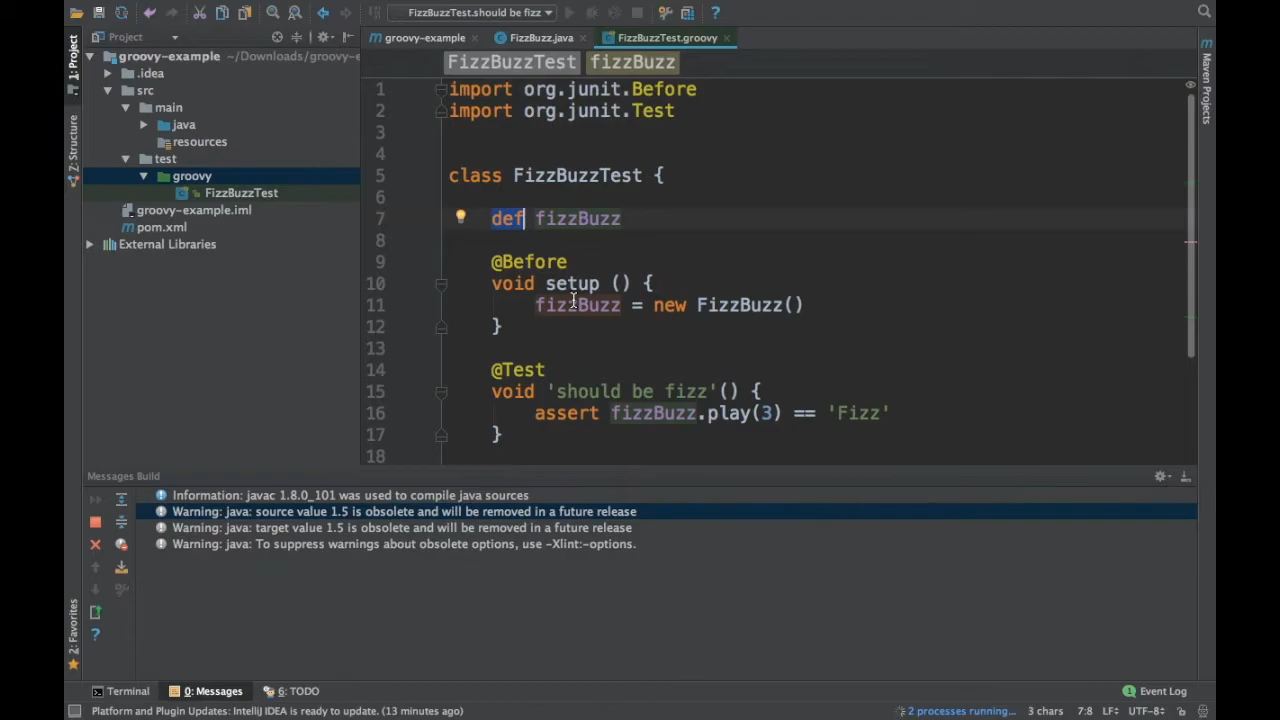 FizzBuzzTest.should be fizz
Project
groovy-example
FizzBuzz.java
FizzBuzzTest.groovy
1: Project
Z: Structure
2: Favorites
Maven Projects
groovy-example ~/Downloads/groovy-e
.idea
src
main
java
resources
test
groovy
FizzBuzzTest
groovy-example.iml
pom.xml
External Libraries
FizzBuzzTest fizzBuzz
1 import org.junit.Before
2 import org.junit.Test
3
4
5 class FizzBuzzTest {
6
7 def fizzBuzz
8
9 @Before
10 void setup () {
11 fizzBuzz = new FizzBuzz()
12 }
13
14 @Test
15 void 'should be fizz'() {
16 assert fizzBuzz.play(3) == 'Fizz'
17 }
18
Messages Build
Information: javac 1.8.0_101 was used to compile java sources
Warning: java: source value 1.5 is obsolete and will be removed in a future release
Warning: java: target value 1.5 is obsolete and will be removed in a future release
Warning: java: To suppress warnings about obsolete options, use -Xlint:-options.
Terminal 0: Messages 6: TODO Event Log
Platform and Plugin Updates: IntelliJ IDEA is ready to update. (13 minutes ago) 2 processes running... 3 chars 7:8 LF UTF-8